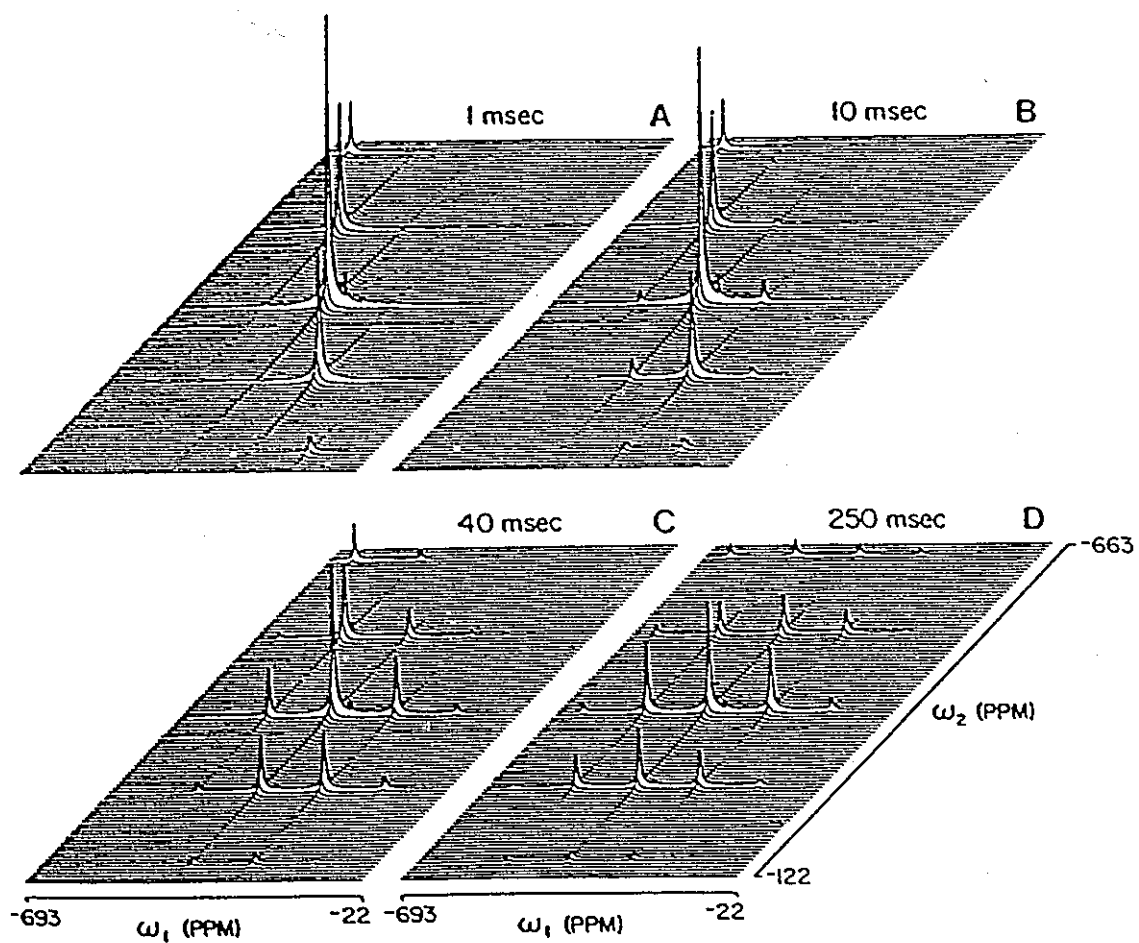 1 msec A
10 msec B
40 msec C
250 msec D
-663
ω₂ (PPM)
-122
-693 -22
ω₁ (PPM)
-693 -22
ω₁ (PPM)